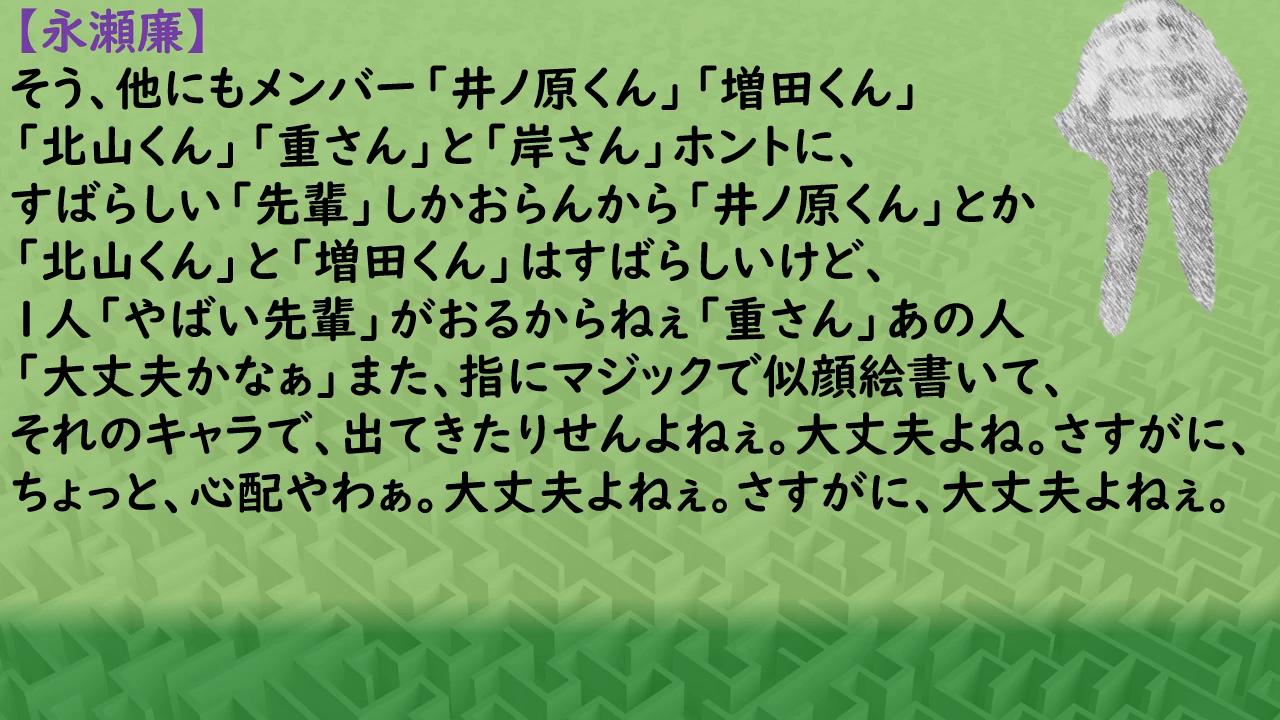 【永瀬廉】
そう、他にもメンバー「井ノ原くん」「増田くん」
「北山くん」「重さん」と「岸さん」ホントに、
すばらしい「先輩」しかおらんから「井ノ原くん」とか
「北山くん」と「増田くん」はすばらしいけど、
1人「やばい先輩」がおるからねぇ「重さん」あの人
「大丈夫かなぁ」また、指にマジックで似顔絵書いて、
それのキャラで、出てきたりせんよねぇ。大丈夫よね。さすがに、
ちょっと、心配やわぁ。大丈夫よねぇ。さすがに、大丈夫よねぇ。